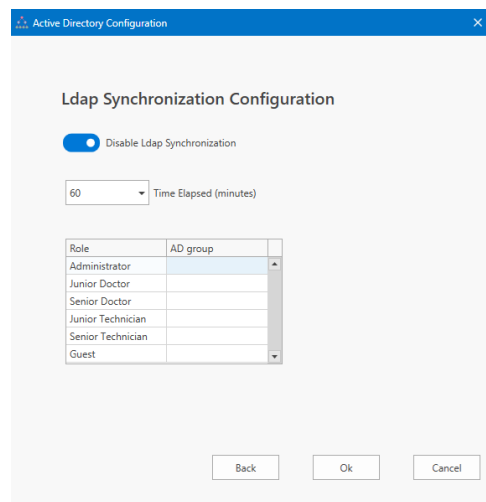 Active Directory Configuration
Ldap Synchronization Configuration
Disable Ldap Synchronization
60 Time Elapsed (minutes)
Role AD group
Administrator
Junior Doctor
Senior Doctor
Junior Technician
Senior Technician
Guest
Back Ok Cancel